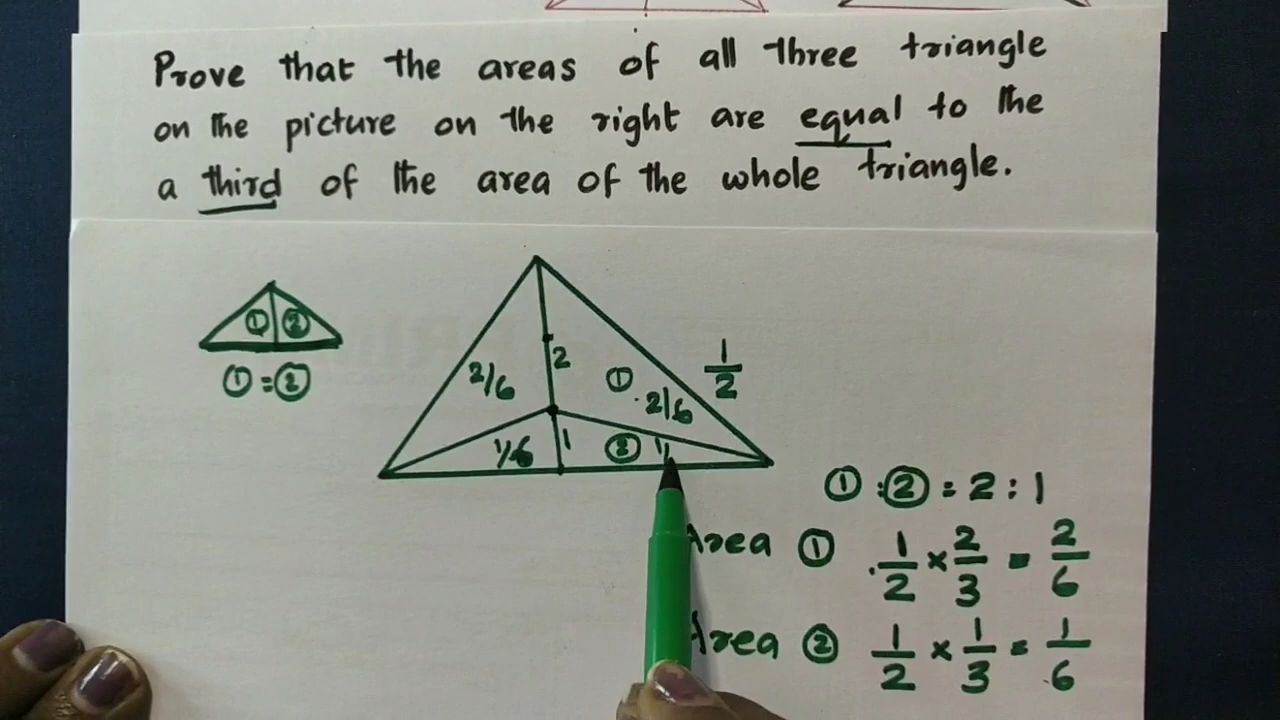 Prove that the areas of all three triangle
on the picture on the right are equal to the
a third of the area of the whole triangle.
① ②
① = ②
2/6
2
①
2/6
1/2
1/6
1
②
① : ② = 2 : 1
Area ① 1/2 × 2/3 = 2/6
Area ② 1/2 × 1/3 = 1/6